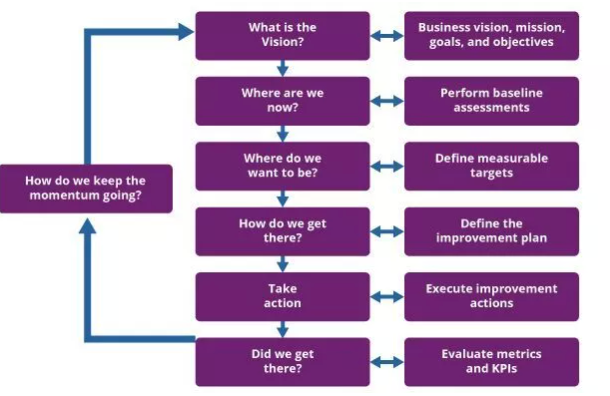 What is the
Vision?
Business vision, mission,
goals, and objectives
Where are we
now?
Perform baseline
assessments
Where do we
want to be?
Define measurable
targets
How do we keep the
momentum going?
How do we get
there?
Define the
improvement plan
Take
action
Execute improvement
actions
Did we get
there?
Evaluate metrics
and KPIs